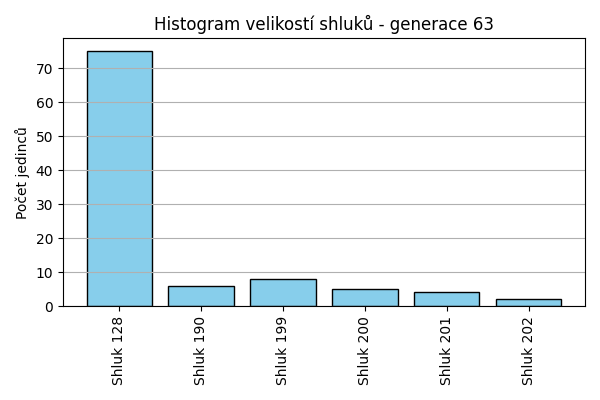 Histogram velikostí shluků - generace 63
Počet jedinců
70
60
50
40
30
20
10
0
Shluk 128
Shluk 190
Shluk 199
Shluk 200
Shluk 201
Shluk 202